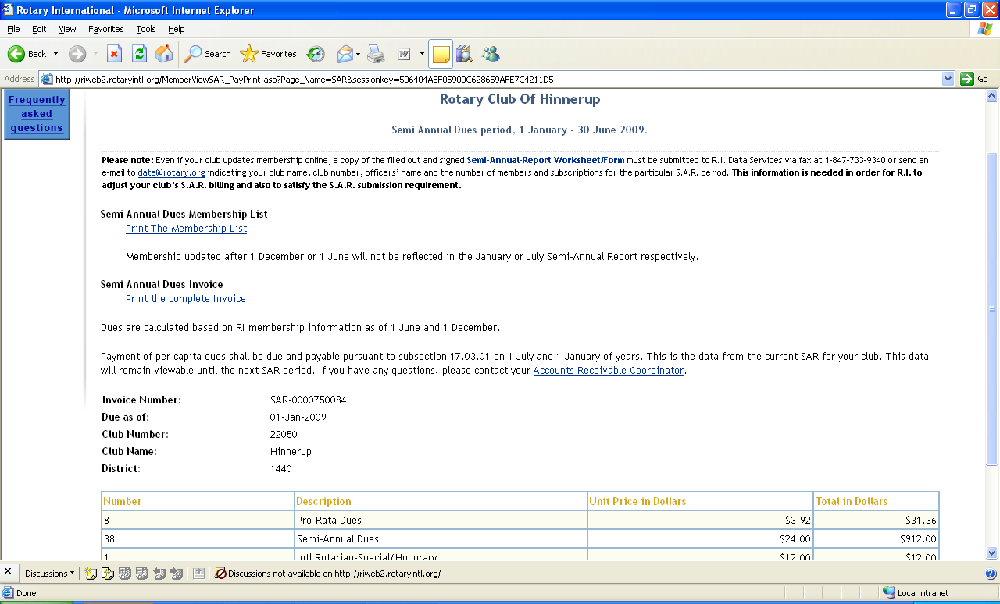 Rotary International - Microsoft Internet Explorer
File Edit View Favorites Tools Help
Back Search Favorites
Address http://riweb2.rotaryintl.org/MemberViewSAR_PayPrint.asp?Page_Name=SAR&sessionkey=50643ABF05900C628659AFE7C4211D5 Go
Frequently
asked
questions
Rotary Club Of Hinnerup
Semi Annual Dues period, 1 January - 30 June 2009.
Please note: Even if your club updates membership online, a copy of the filled out and signed Semi-Annual-Report Worksheet/Form must be submitted to R.I. Data Services via fax at 1-847-733-9340 or send an
e-mail to data@rotary.org indicating your club name, club number, officers' name and the number of members and subscriptions for the particular S.A.R. period. This information is needed in order for R.I. to
adjust your club's S.A.R. billing and also to satisfy the S.A.R. submission requirement.
Semi Annual Dues Membership List
Print The Membership List
Membership updated after 1 December or 1 June will not be reflected in the January or July Semi-Annual Report respectively.
Semi Annual Dues Invoice
Print the complete Invoice
Dues are calculated based on RI membership information as of 1 June and 1 December.
Payment of per capita dues shall be due and payable pursuant to subsection 17.03.01 on 1 July and 1 January of years. This is the data from the current SAR for your club. This data
will remain viewable until the next SAR period. If you have any questions, please contact your Accounts Receivable Coordinator.
Invoice Number: SAR-0000750084
Due as of: 01-Jan-2009
Club Number: 22050
Club Name: Hinnerup
District: 1440
Number Description Unit Price in Dollars Total in Dollars
8 Pro-Rata Dues $3.92 $31.36
38 Semi-Annual Dues $24.00 $912.00
1 Intl Rotarian-Special/Honorary $12.00 $12.00
Discussions Discussions not available on http://riweb2.rotaryintl.org/
Done Local intranet